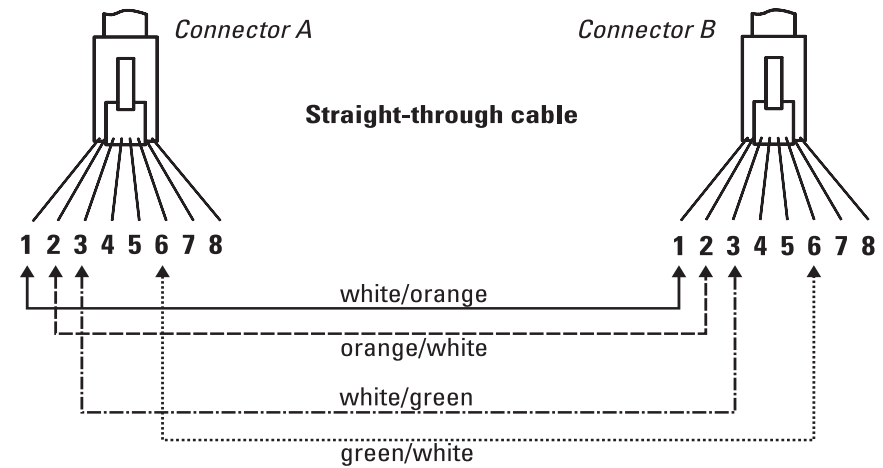 Connector A
Connector B
Straight-through cable
1 2 3 4 5 6 7 8
1 2 3 4 5 6 7 8
white/orange
orange/white
white/green
green/white